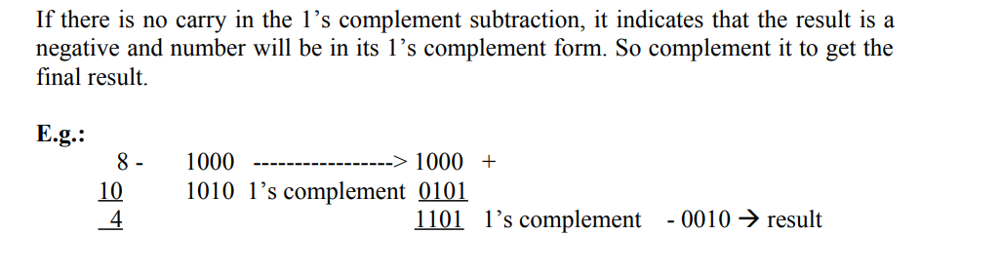 If there is no carry in the 1’s complement subtraction, it indicates that the result is a
negative and number will be in its 1’s complement form. So complement it to get the
final result.
E.g.:
8 - 1000 ------------------> 1000 +
10 1010 1’s complement 0101
4 1101 1’s complement - 0010 → result